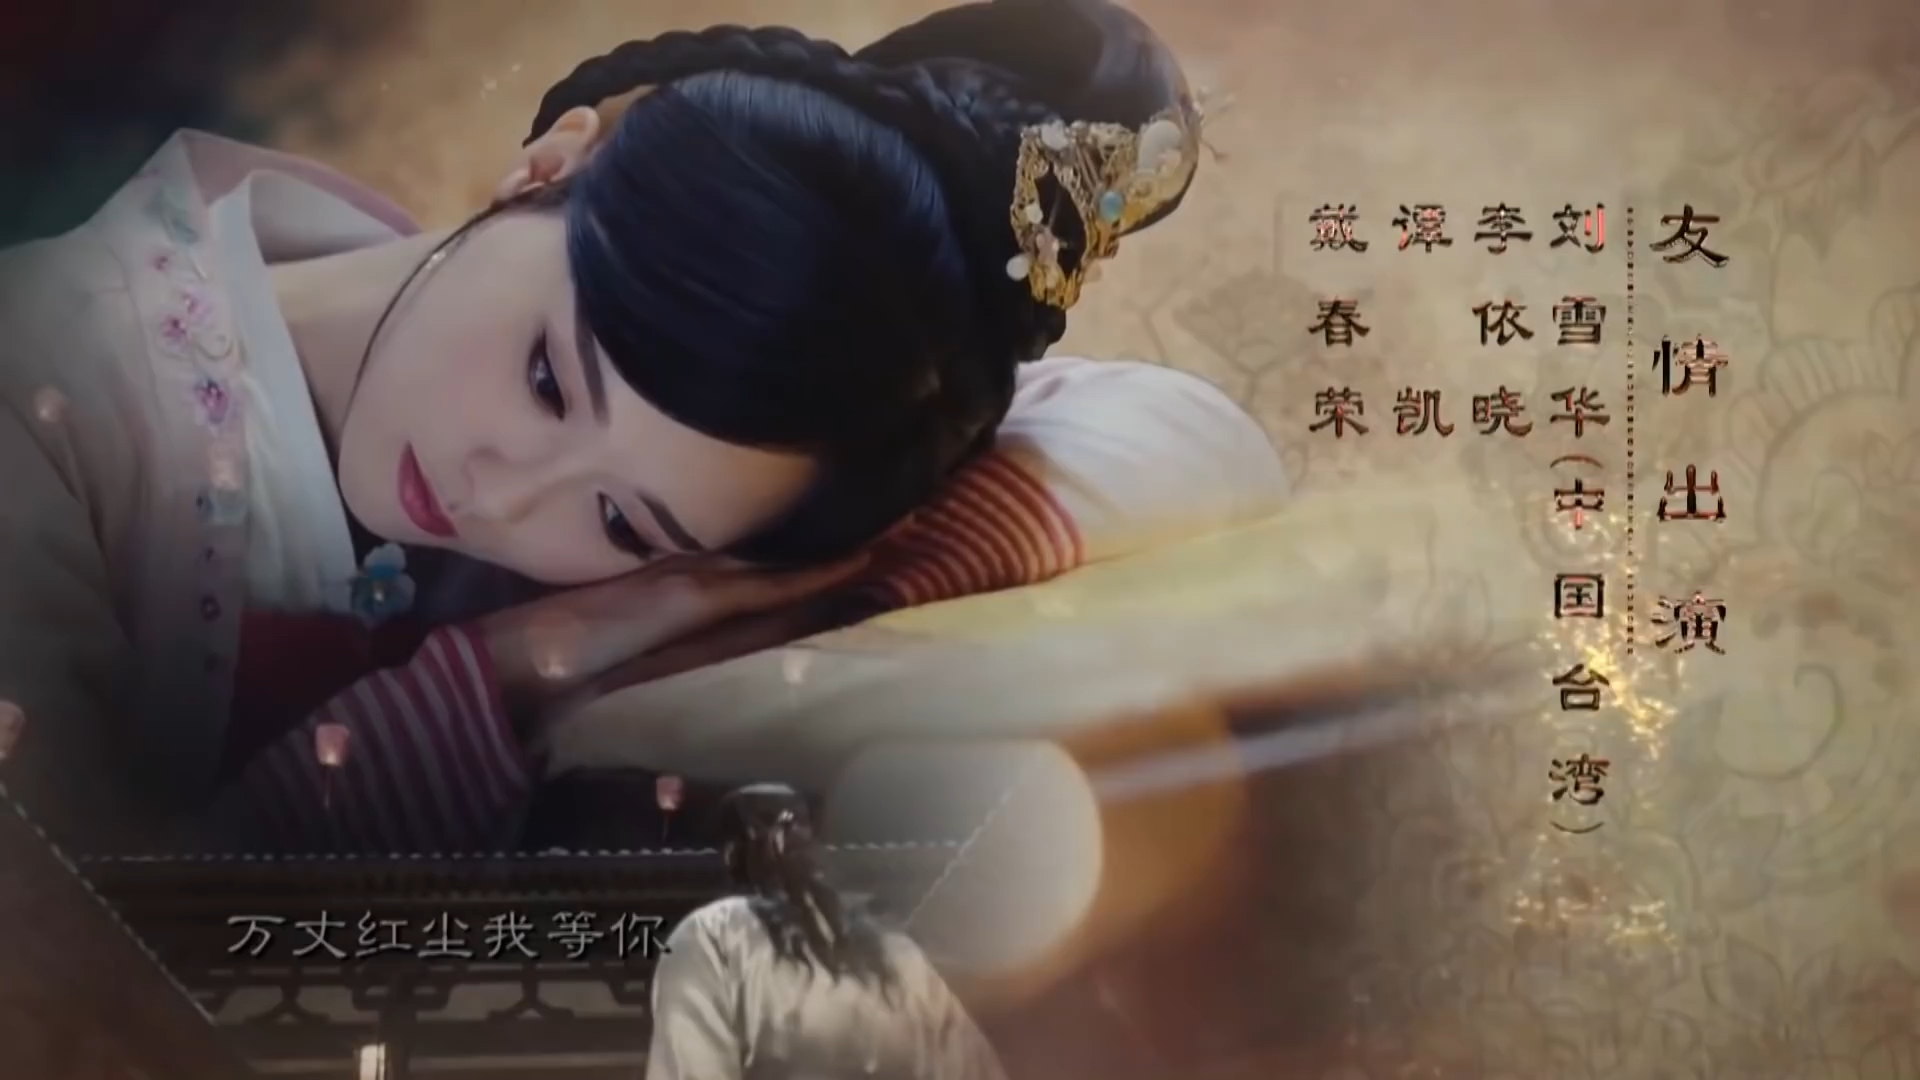 友情出演
刘雪华(中国台湾)
李依晓
谭凯
戴春荣
万丈红尘我等你